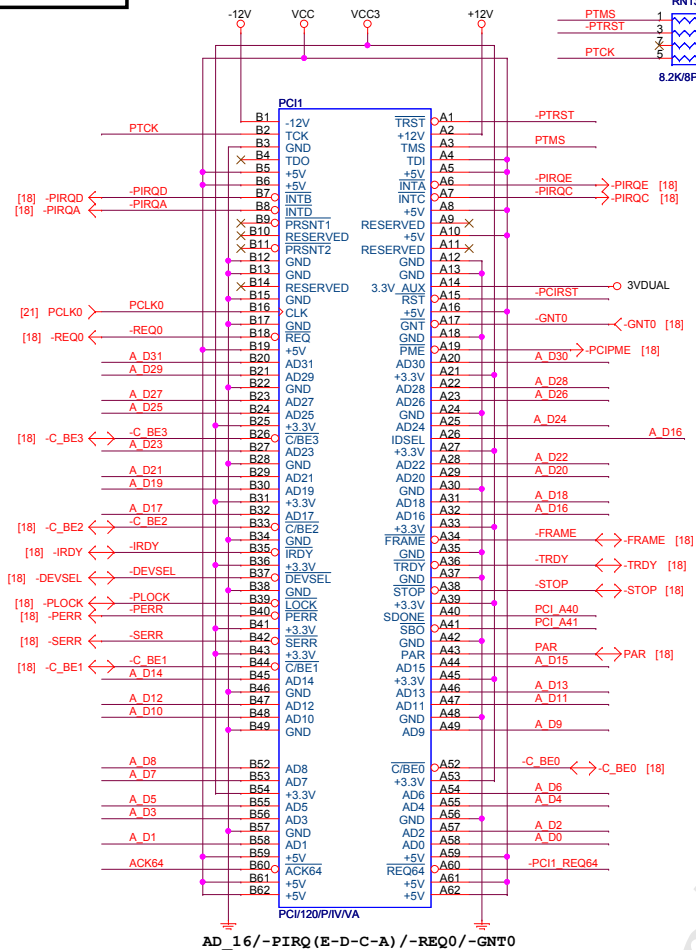 -12V VCC VCC3 +12V
RN13
PTMS 1
-PTRST 3
7
PTCK 5
8.2K/8P
PCI1
B1 -12V TRST A1 -PTRST
PTCK B2 TCK +12V A2
B3 GND TMS A3 PTMS
B4 TDO TDI A4
B5 +5V +5V A5
B6 +5V INTA A6 -PIRQE -PIRQE [18]
[18] -PIRQD -PIRQD B7 INTB INTC A7 -PIRQC -PIRQC [18]
[18] -PIRQA -PIRQA B8 INTD +5V A8
B9 PRSNT1 RESERVED A9
B10 RESERVED +5V A10
B11 PRSNT2 RESERVED A11
B12 GND GND A12
B13 GND GND A13
B14 RESERVED 3.3V_AUX A14 3VDUAL
B15 GND RST A15 -PCIRST
[21] PCLK0 PCLK0 B16 CLK +5V A16
B17 GND GNT A17 -GNT0 -GNT0 [18]
[18] -REQ0 -REQ0 B18 REQ GND A18
B19 +5V PME A19 -PCIPME [18]
A_D31 B20 AD31 AD30 A20 A_D30
A_D29 B21 AD29 +3.3V A21
B22 GND AD28 A22 A_D28
A_D27 B23 AD27 AD26 A23 A_D26
A_D25 B24 AD25 GND A24
B25 +3.3V AD24 A25 A_D24
[18] -C_BE3 -C_BE3 B26 C/BE3 IDSEL A26 A_D16
A_D23 B27 AD23 +3.3V A27
B28 GND AD22 A28 A_D22
A_D21 B29 AD21 AD20 A29 A_D20
A_D19 B30 AD19 GND A30
B31 +3.3V AD18 A31 A_D18
A_D17 B32 AD17 AD16 A32 A_D16
[18] -C_BE2 -C_BE2 B33 C/BE2 +3.3V A33
B34 GND FRAME A34 -FRAME -FRAME [18]
[18] -IRDY -IRDY B35 IRDY GND A35
B36 +3.3V TRDY A36 -TRDY -TRDY [18]
[18] -DEVSEL -DEVSEL B37 DEVSEL GND A37
B38 GND STOP A38 -STOP -STOP [18]
[18] -PLOCK -PLOCK B39 LOCK +3.3V A39
[18] -PERR -PERR B40 PERR SDONE A40 PCI_A40
B41 +3.3V SBO A41 PCI_A41
[18] -SERR -SERR B42 SERR GND A42
B43 +3.3V PAR A43 PAR PAR [18]
[18] -C_BE1 -C_BE1 B44 C/BE1 AD15 A44 A_D15
A_D14 B45 AD14 +3.3V A45
B46 GND AD13 A46 A_D13
A_D12 B47 AD12 AD11 A47 A_D11
A_D10 B48 AD10 GND A48
B49 GND AD9 A49 A_D9
A_D8 B52 AD8 C/BE0 A52 -C_BE0 -C_BE0 [18]
A_D7 B53 AD7 +3.3V A53
B54 +3.3V AD6 A54 A_D6
A_D5 B55 AD5 AD4 A55 A_D4
A_D3 B56 AD3 GND A56
B57 GND AD2 A57 A_D2
A_D1 B58 AD1 AD0 A58 A_D0
B59 +5V +5V A59
ACK64 B60 ACK64 REQ64 A60 -PCI1_REQ64
B61 +5V +5V A61
B62 +5V +5V A62
PCI/120/P/IV/VA
AD_16/-PIRQ(E-D-C-A)/-REQ0/-GNT0